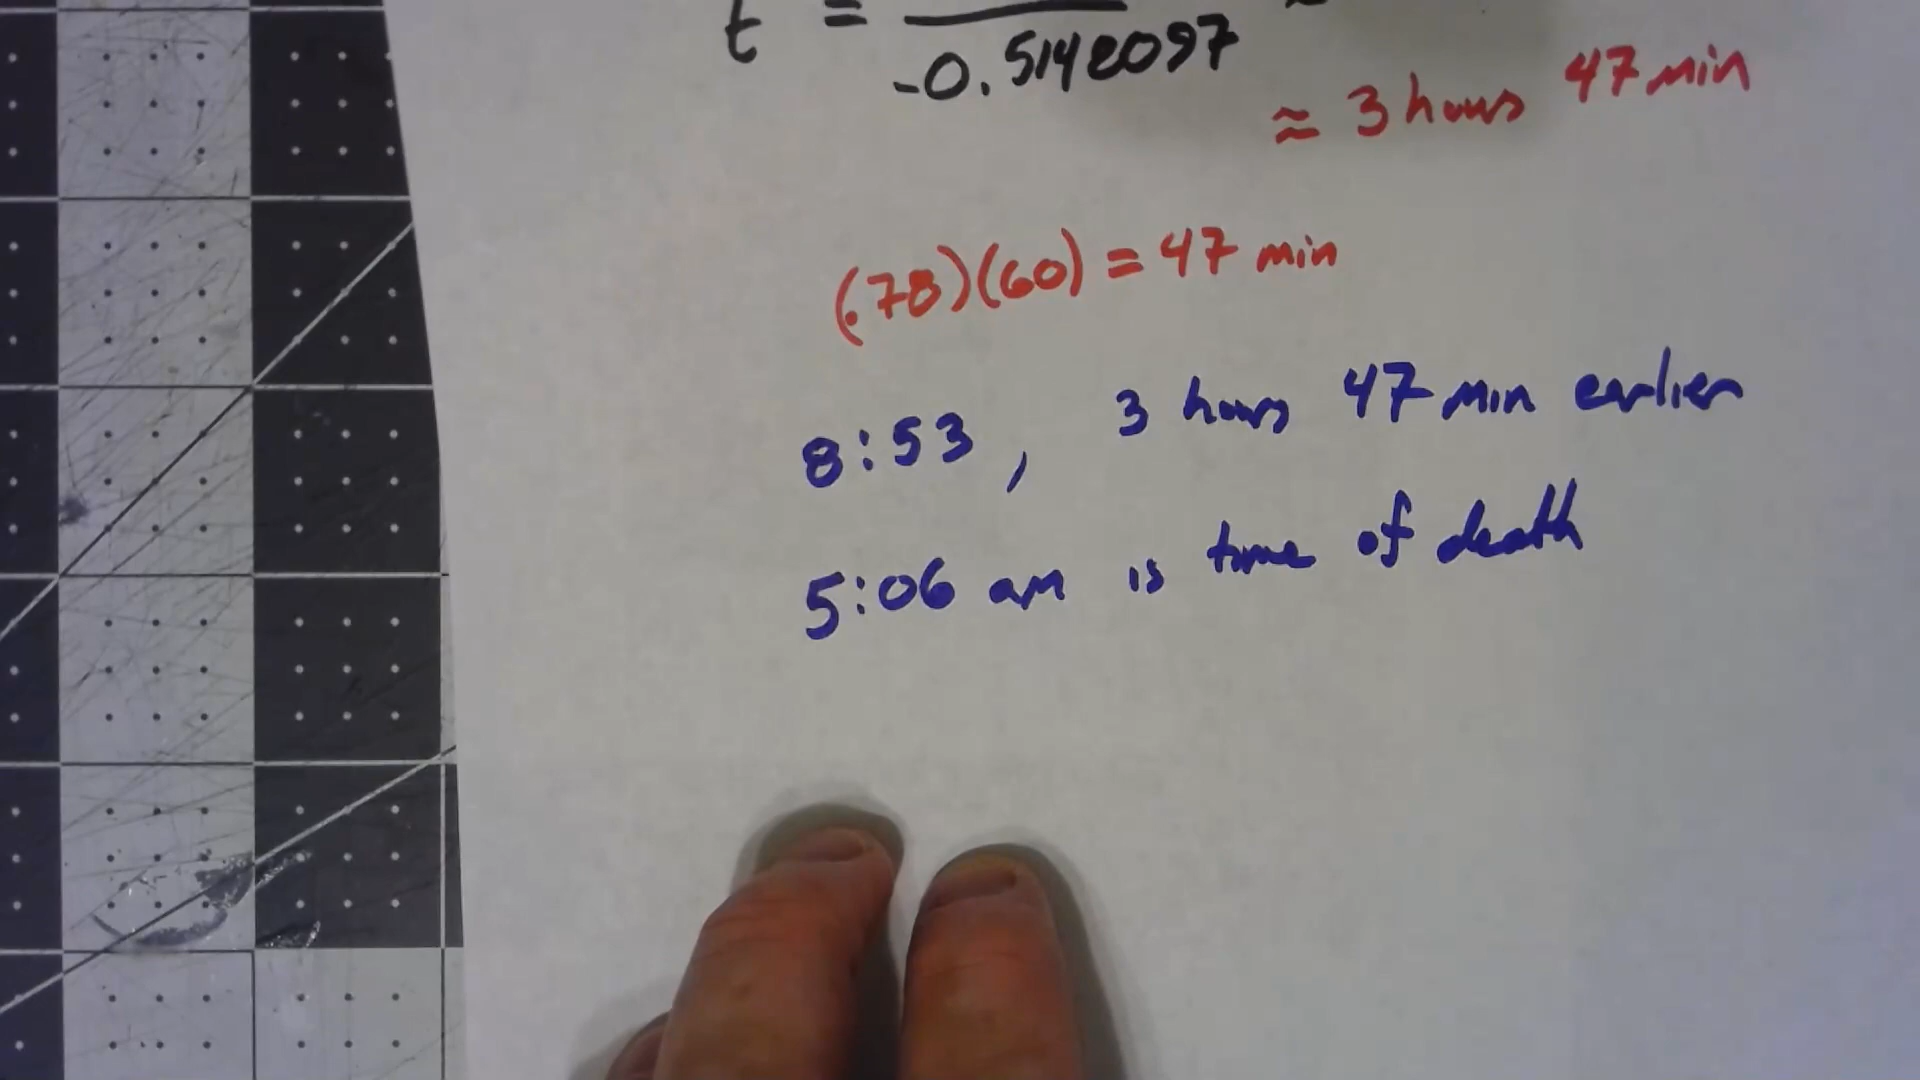 t = -0.5142097
≈ 3 hours 47 min
(.78)(60) = 47 min
8:53, 3 hours 47 min earlier
5:06 am is time of death